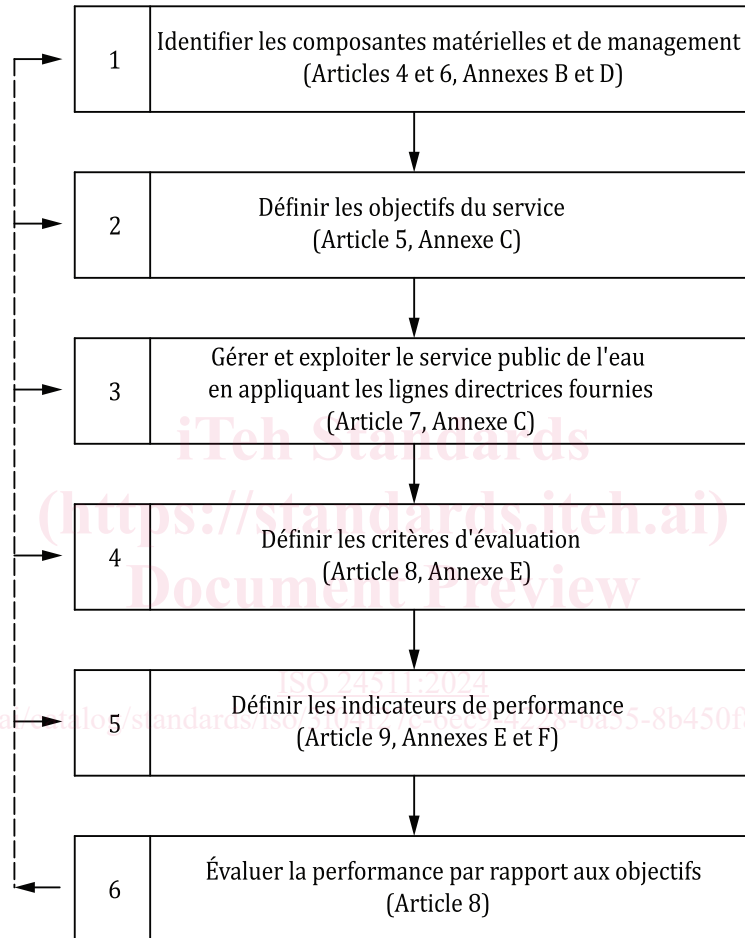 1
Identifier les composantes matérielles et de management
(Articles 4 et 6, Annexes B et D)
2
Définir les objectifs du service
(Article 5, Annexe C)
3
Gérer et exploiter le service public de l'eau
en appliquant les lignes directrices fournies
(Article 7, Annexe C)
iTeh Standards
(https://standards.iteh.ai)
4
Définir les critères d'évaluation
(Article 8, Annexe E)
Document Preview
ISO 24511:2024
5
Définir les indicateurs de performance
(Article 9, Annexes E et F)
6
Évaluer la performance par rapport aux objectifs
(Article 8)